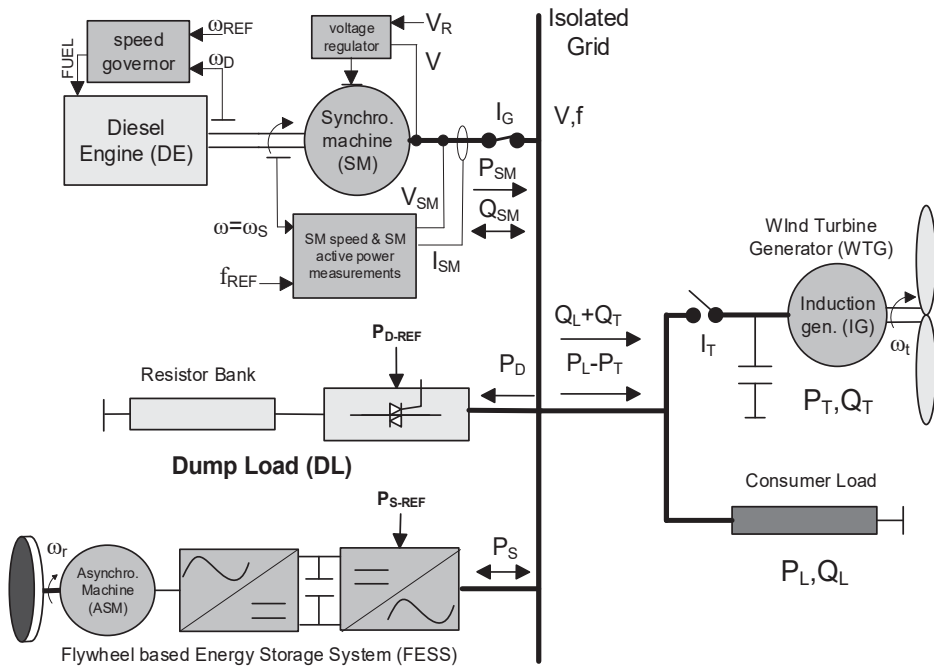 speed
governor
ωREF
ωD
FUEL
Diesel
Engine (DE)
voltage
regulator
VR
V
Synchro.
machine
(SM)
IG
PSM
QSM
VSM
ISM
ω=ωS
fREF
SM speed & SM
active power
measurements
Isolated
Grid
V,f
WInd Turbine
Generator (WTG)
Induction
gen. (IG)
ωt
IT
PT,QT
QL+QT
PL-PT
PD-REF
PD
Resistor Bank
Dump Load (DL)
Consumer Load
PL,QL
PS-REF
PS
ωr
Asynchro.
Machine
(ASM)
Flywheel based Energy Storage System (FESS)